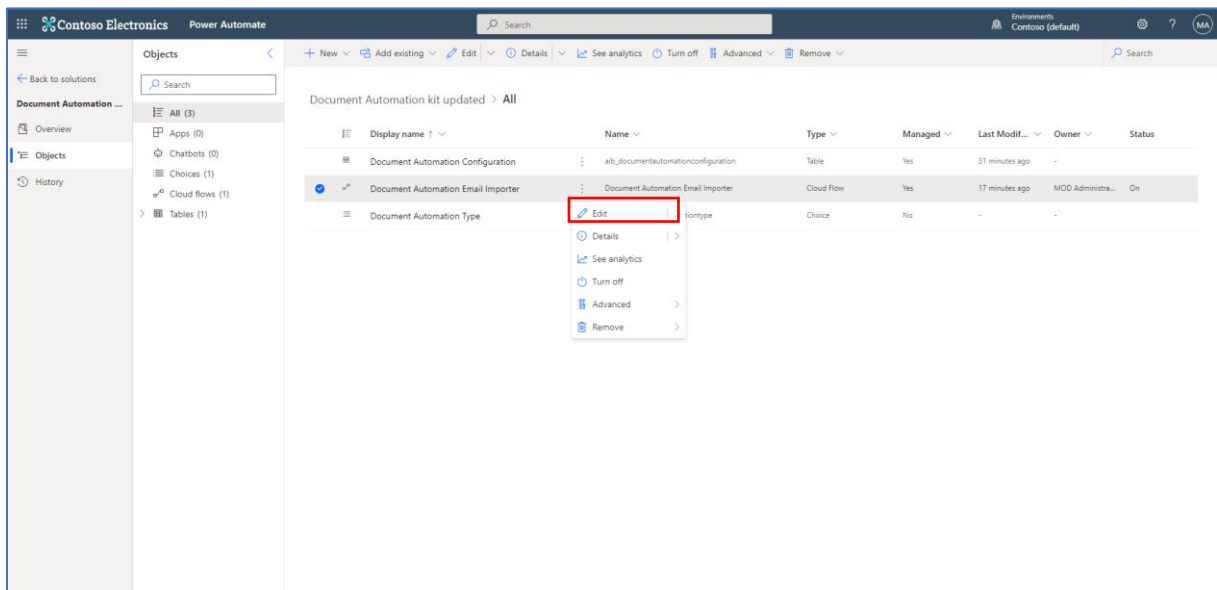 Contoso Electronics Power Automate Search Environments
Contoso (default) ? MA
Back to solutions
Document Automation ...
Overview
Objects
History
Objects
Search
All (3)
Apps (0)
Chatbots (0)
Choices (1)
Cloud flows (1)
Tables (1)
New Add existing Edit Details See analytics Turn off Advanced Remove Search
Document Automation kit updated > All
Display name ↑ Name Type Managed Last Modif... Owner Status
Document Automation Configuration aib_documentautomationconfiguration Table Yes 31 minutes ago -
Document Automation Email Importer Document Automation Email Importer Cloud Flow Yes 17 minutes ago MOD Administra... On
Document Automation Type tiontype Choice No - -
Edit
Details
See analytics
Turn off
Advanced
Remove